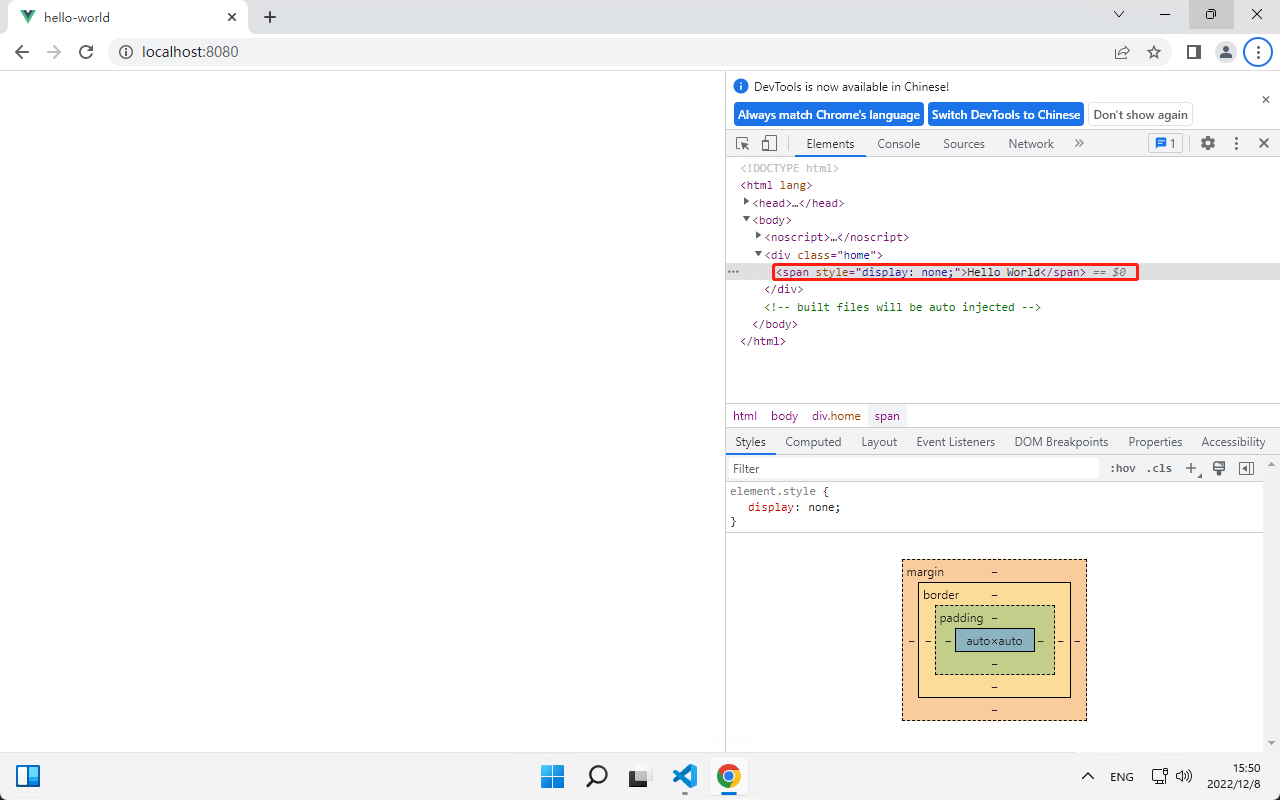 hello-world
localhost:8080
DevTools is now available in Chinese!
Always match Chrome's language
Switch DevTools to Chinese
Don't show again
Elements Console Sources Network 1
<!DOCTYPE html>
<html lang>
<head>…</head>
<body>
<noscript>…</noscript>
<div class="home">
<span style="display: none;">Hello World</span> == $0
</div>
<!-- built files will be auto injected -->
</body>
</html>
html body div.home span
Styles Computed Layout Event Listeners DOM Breakpoints Properties Accessibility
Filter :hov .cls
element.style {
display: none;
}
margin –
border –
padding –
– – – auto×auto – – –
–
–
–
ENG
15:50
2022/12/8